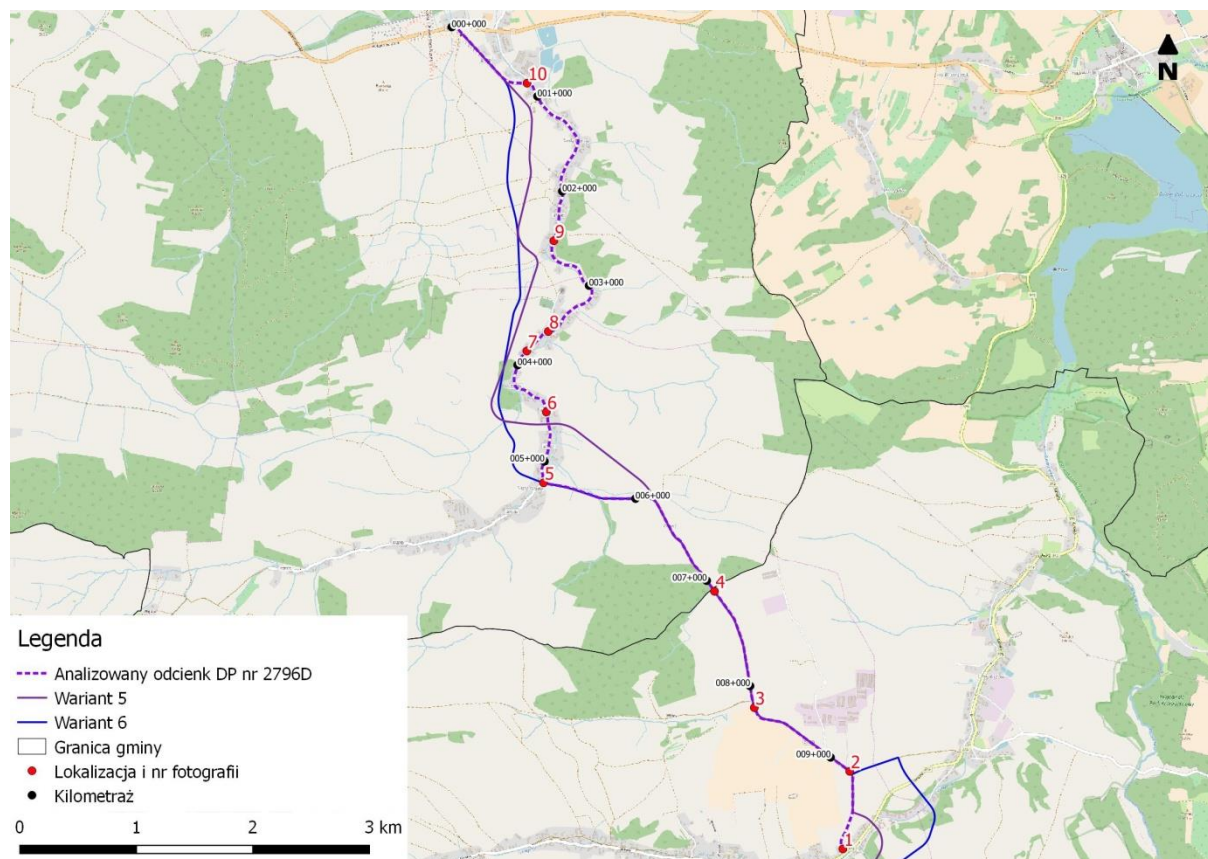 000+000
N
10
001+000
002+000
9
003+000
8
7
004+000
6
005+000
5
006+000
007+000
4
008+000
3
009+000
2
1
Legenda
Analizowany odcienk DP nr 2796D
Wariant 5
Wariant 6
Granica gminy
Lokalizacja i nr fotografii
Kilometraż
0 1 2 3 km